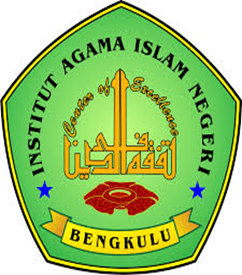 INSTITUT AGAMA ISLAM NEGERI
Center of Excellence
BENGKULU